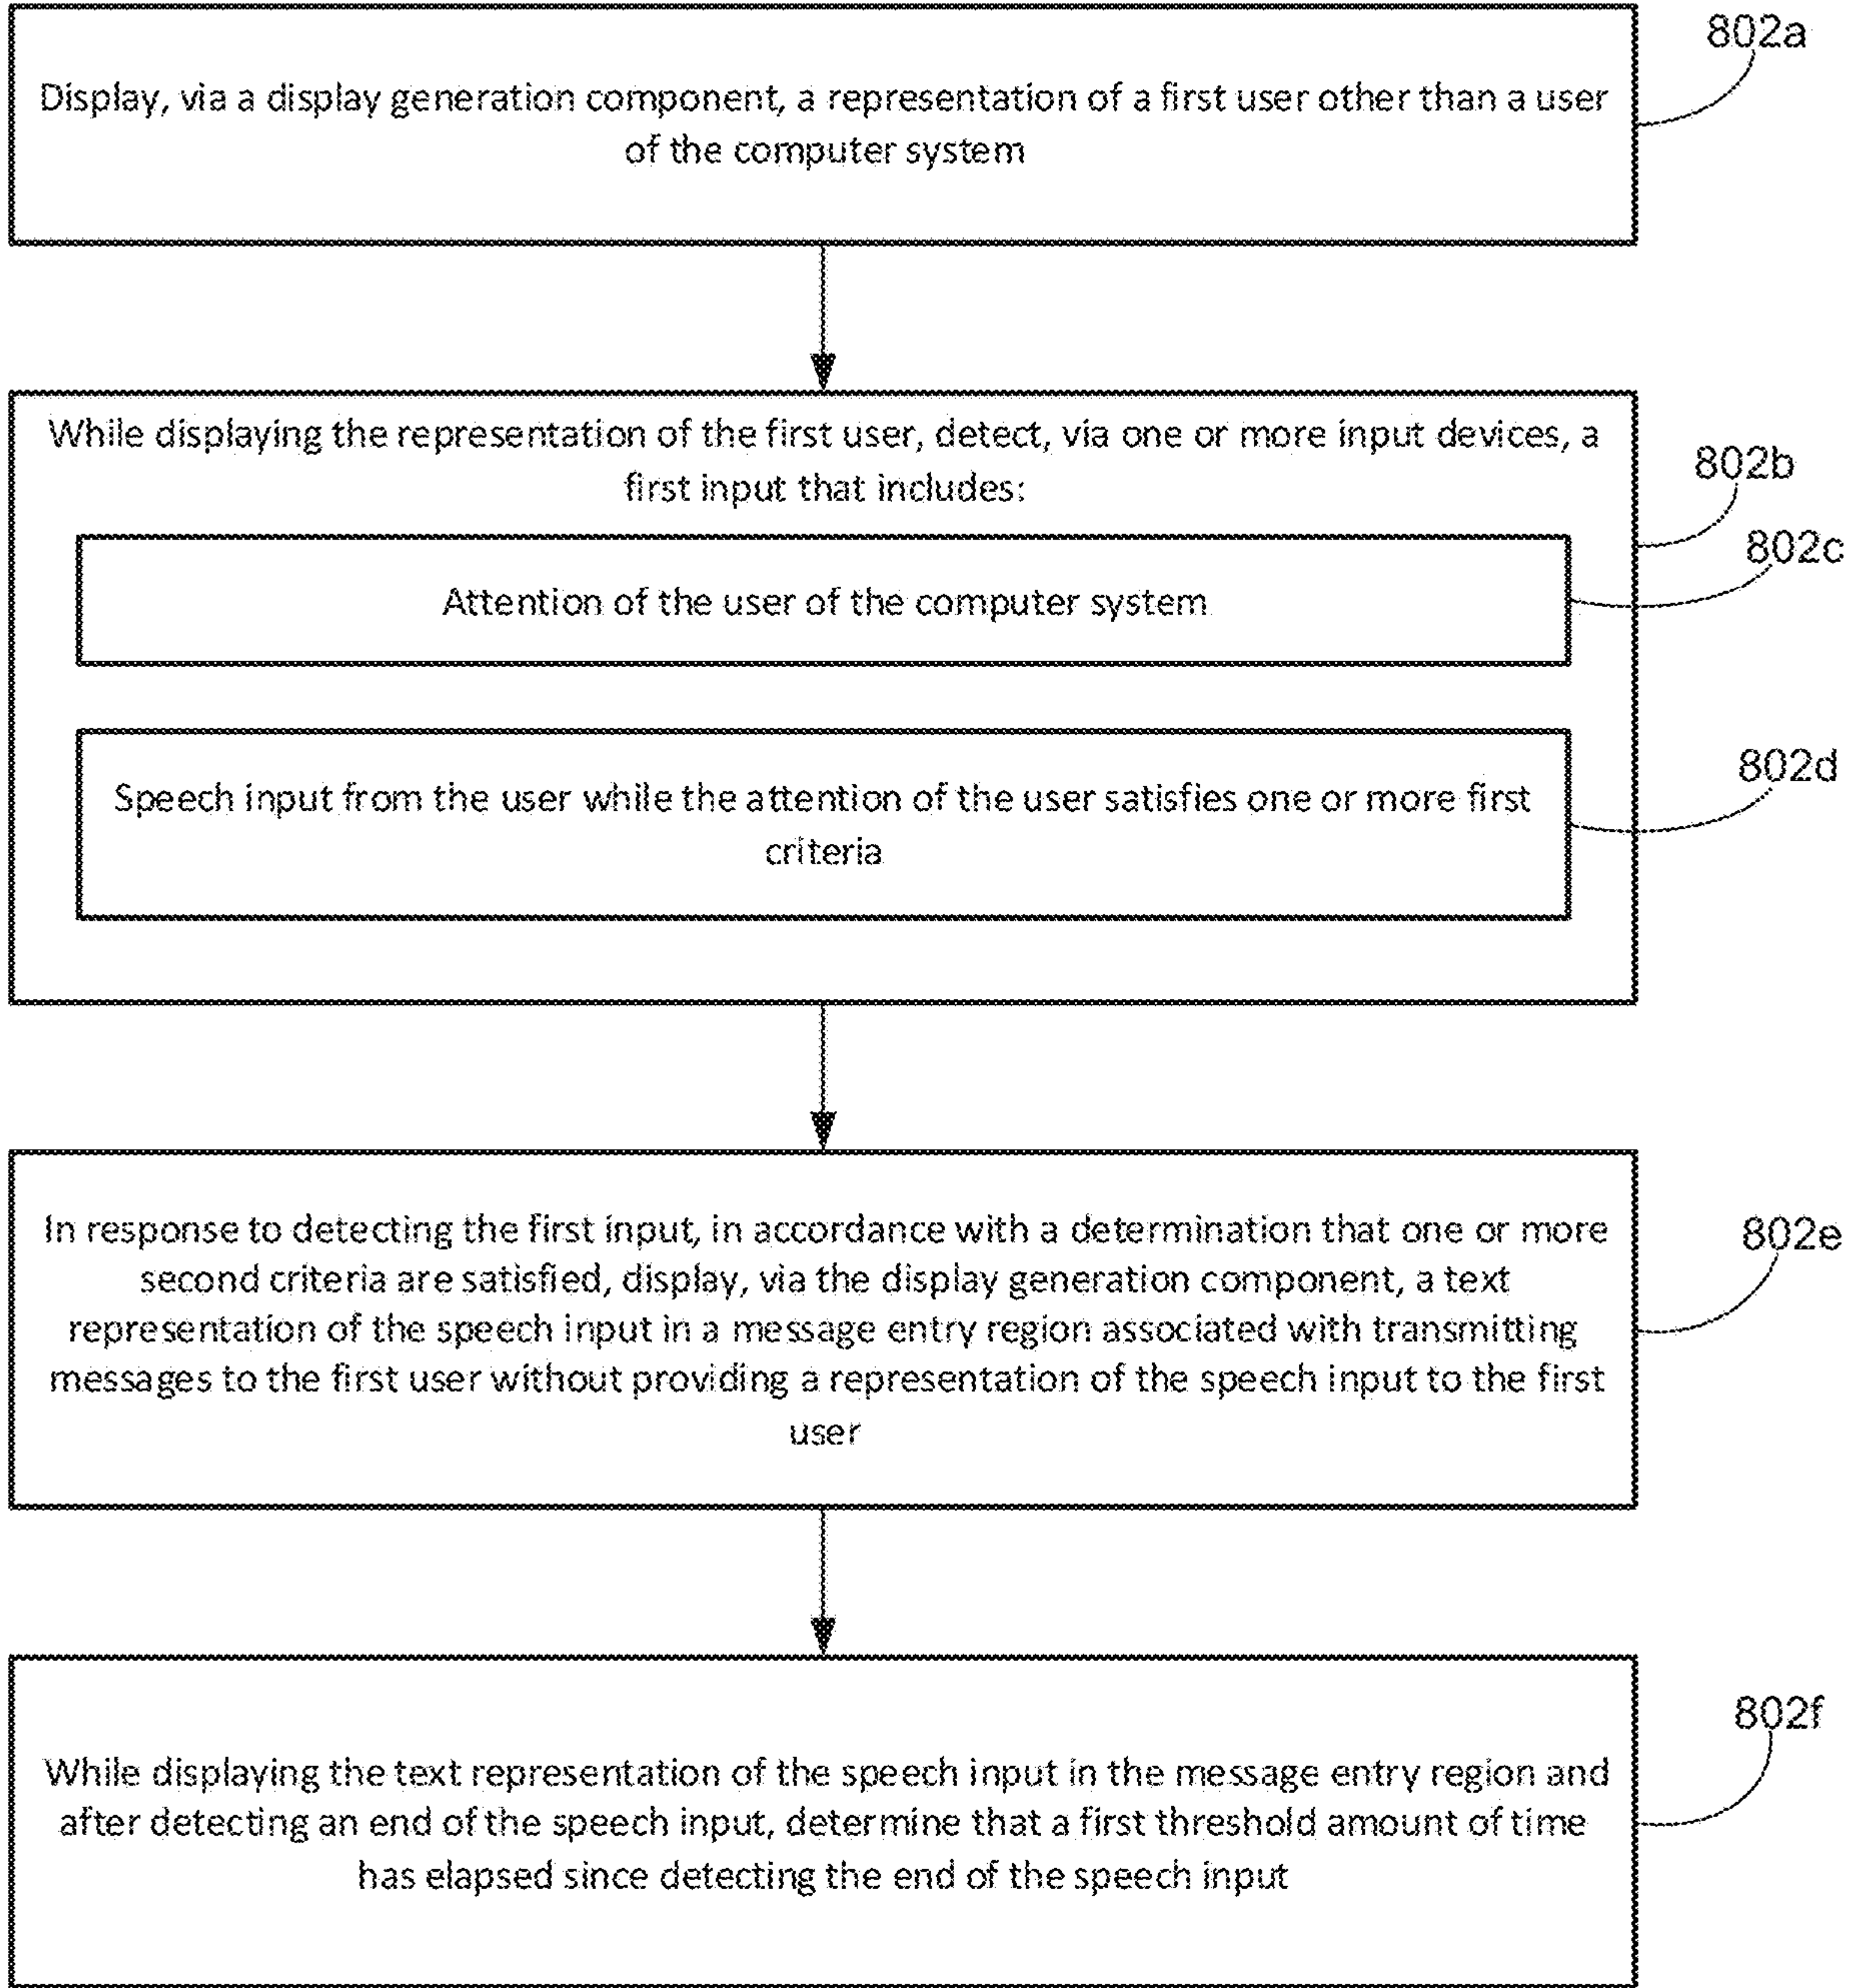 802a
Display, via a display generation component, a representation of a first user other than a user
of the computer system
While displaying the representation of the first user, detect, via one or more input devices, a
first input that includes:
802b
802c
Attention of the user of the computer system
802d
Speech input from the user while the attention of the user satisfies one or more first
criteria
802e
In response to detecting the first input, in accordance with a determination that one or more
second criteria are satisfied, display, via the display generation component, a text
representation of the speech input in a message entry region associated with transmitting
messages to the first user without providing a representation of the speech input to the first
user
802f
While displaying the text representation of the speech input in the message entry region and
after detecting an end of the speech input, determine that a first threshold amount of time
has elapsed since detecting the end of the speech input